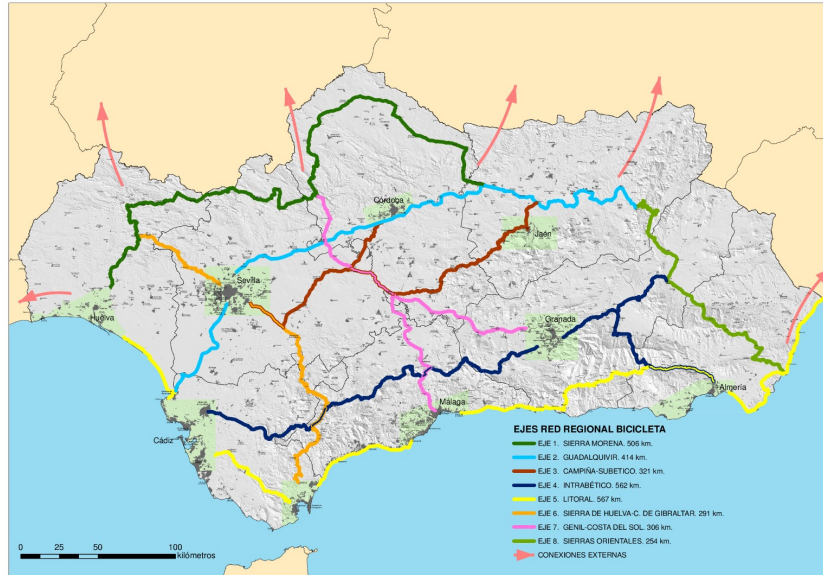 Córdoba
Jaén
Sevilla
Huelva
Granada
Almería
Málaga
Cádiz
EJES RED REGIONAL BICICLETA
EJE 1. SIERRA MORENA. 506 km.
EJE 2. GUADALQUIVIR. 414 km.
EJE 3. CAMPIÑA-SUBETICO. 321 km.
EJE 4. INTRABÉTICO. 562 km.
EJE 5. LITORAL. 567 km.
EJE 6. SIERRA DE HUELVA-C. DE GIBRALTAR. 291 km.
EJE 7. GENIL-COSTA DEL SOL. 306 km.
EJE 8. SIERRAS ORIENTALES. 254 km.
CONEXIONES EXTERNAS
0 25 50 100
kilómetros